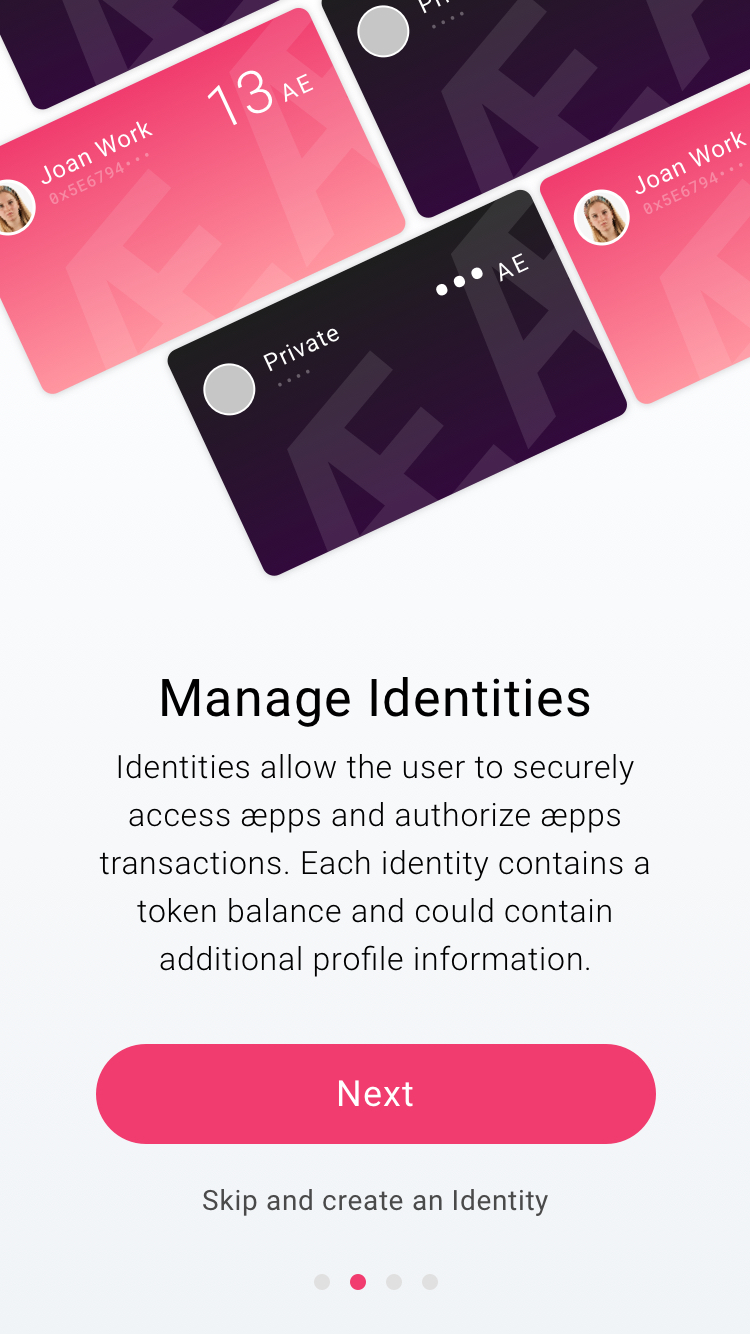 13 AE
Joan Work
0x5E6794•••
Joan Work
0x5E6794•••
••• AE
Private
••••
Manage Identities
Identities allow the user to securely
access æpps and authorize æpps
transactions. Each identity contains a
token balance and could contain
additional profile information.
Next
Skip and create an Identity